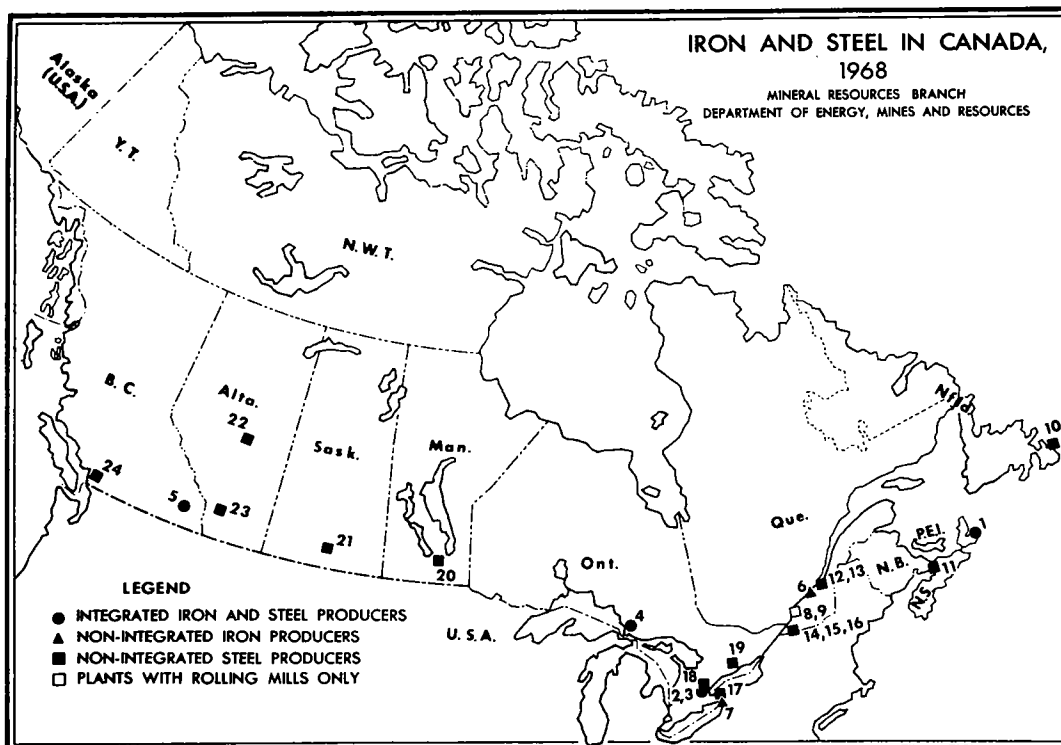 IRON AND STEEL IN CANADA,
1968
MINERAL RESOURCES BRANCH
DEPARTMENT OF ENERGY, MINES AND RESOURCES
Alaska
(U.S.A)
Y. T.
N.W.T.
B. C.
Alta.
22
Sask.
Man.
Nfld
10
24
5
23
21
20
Ont.
Que.
P.E.I.
1
N.B.
11
N.S
6
12,13
8,9
14,15,16
4
U. S. A.
19
18
2,3
17
7
LEGEND
INTEGRATED IRON AND STEEL PRODUCERS
NON-INTEGRATED IRON PRODUCERS
NON-INTEGRATED STEEL PRODUCERS
PLANTS WITH ROLLING MILLS ONLY